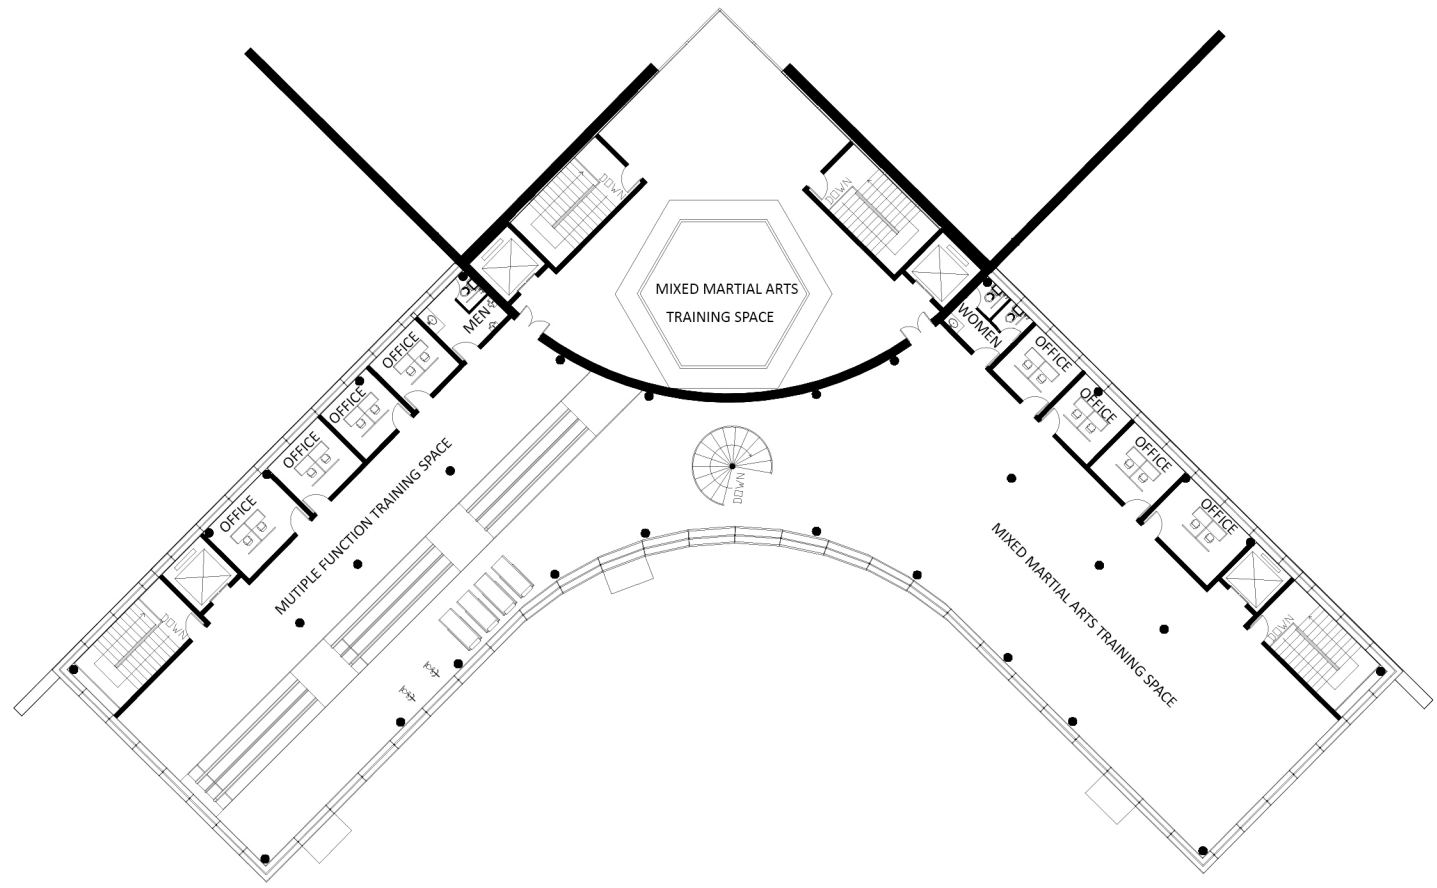 DOWN
DOWN
MIXED MARTIAL ARTS
TRAINING SPACE
MEN
WOMEN
OFFICE
OFFICE
OFFICE
OFFICE
OFFICE
OFFICE
OFFICE
OFFICE
MUTIPLE FUNCTION TRAINING SPACE
DOWN
MIXED MARTIAL ARTS TRAINING SPACE
DOWN
DOWN